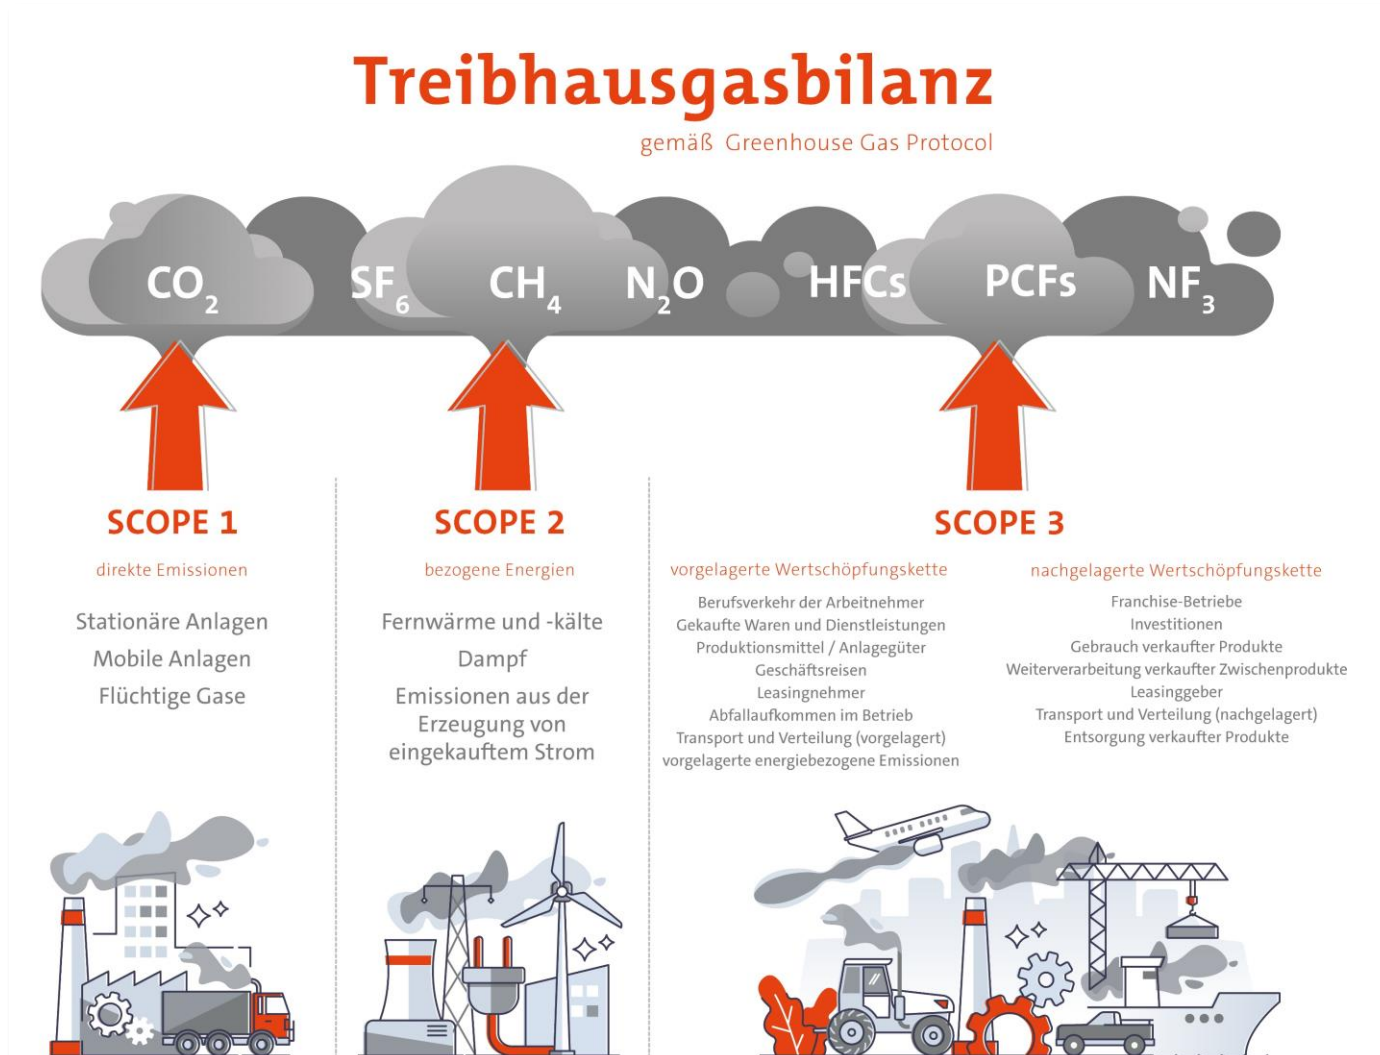 Treibhausgasbilanz
gemäß Greenhouse Gas Protocol
CO2
SF6
CH4
N2O
HFCs
PCFs
NF3
SCOPE 1
direkte Emissionen
Stationäre Anlagen
Mobile Anlagen
Flüchtige Gase
SCOPE 2
bezogene Energien
Fernwärme und -kälte
Dampf
Emissionen aus der
Erzeugung von
eingekauftem Strom
SCOPE 3
vorgelagerte Wertschöpfungskette
Berufsverkehr der Arbeitnehmer
Gekaufte Waren und Dienstleistungen
Produktionsmittel / Anlagegüter
Geschäftsreisen
Leasingnehmer
Abfallaufkommen im Betrieb
Transport und Verteilung (vorgelagert)
vorgelagerte energiebezogene Emissionen
nachgelagerte Wertschöpfungskette
Franchise-Betriebe
Investitionen
Gebrauch verkaufter Produkte
Weiterverarbeitung verkaufter Zwischenprodukte
Leasinggeber
Transport und Verteilung (nachgelagert)
Entsorgung verkaufter Produkte